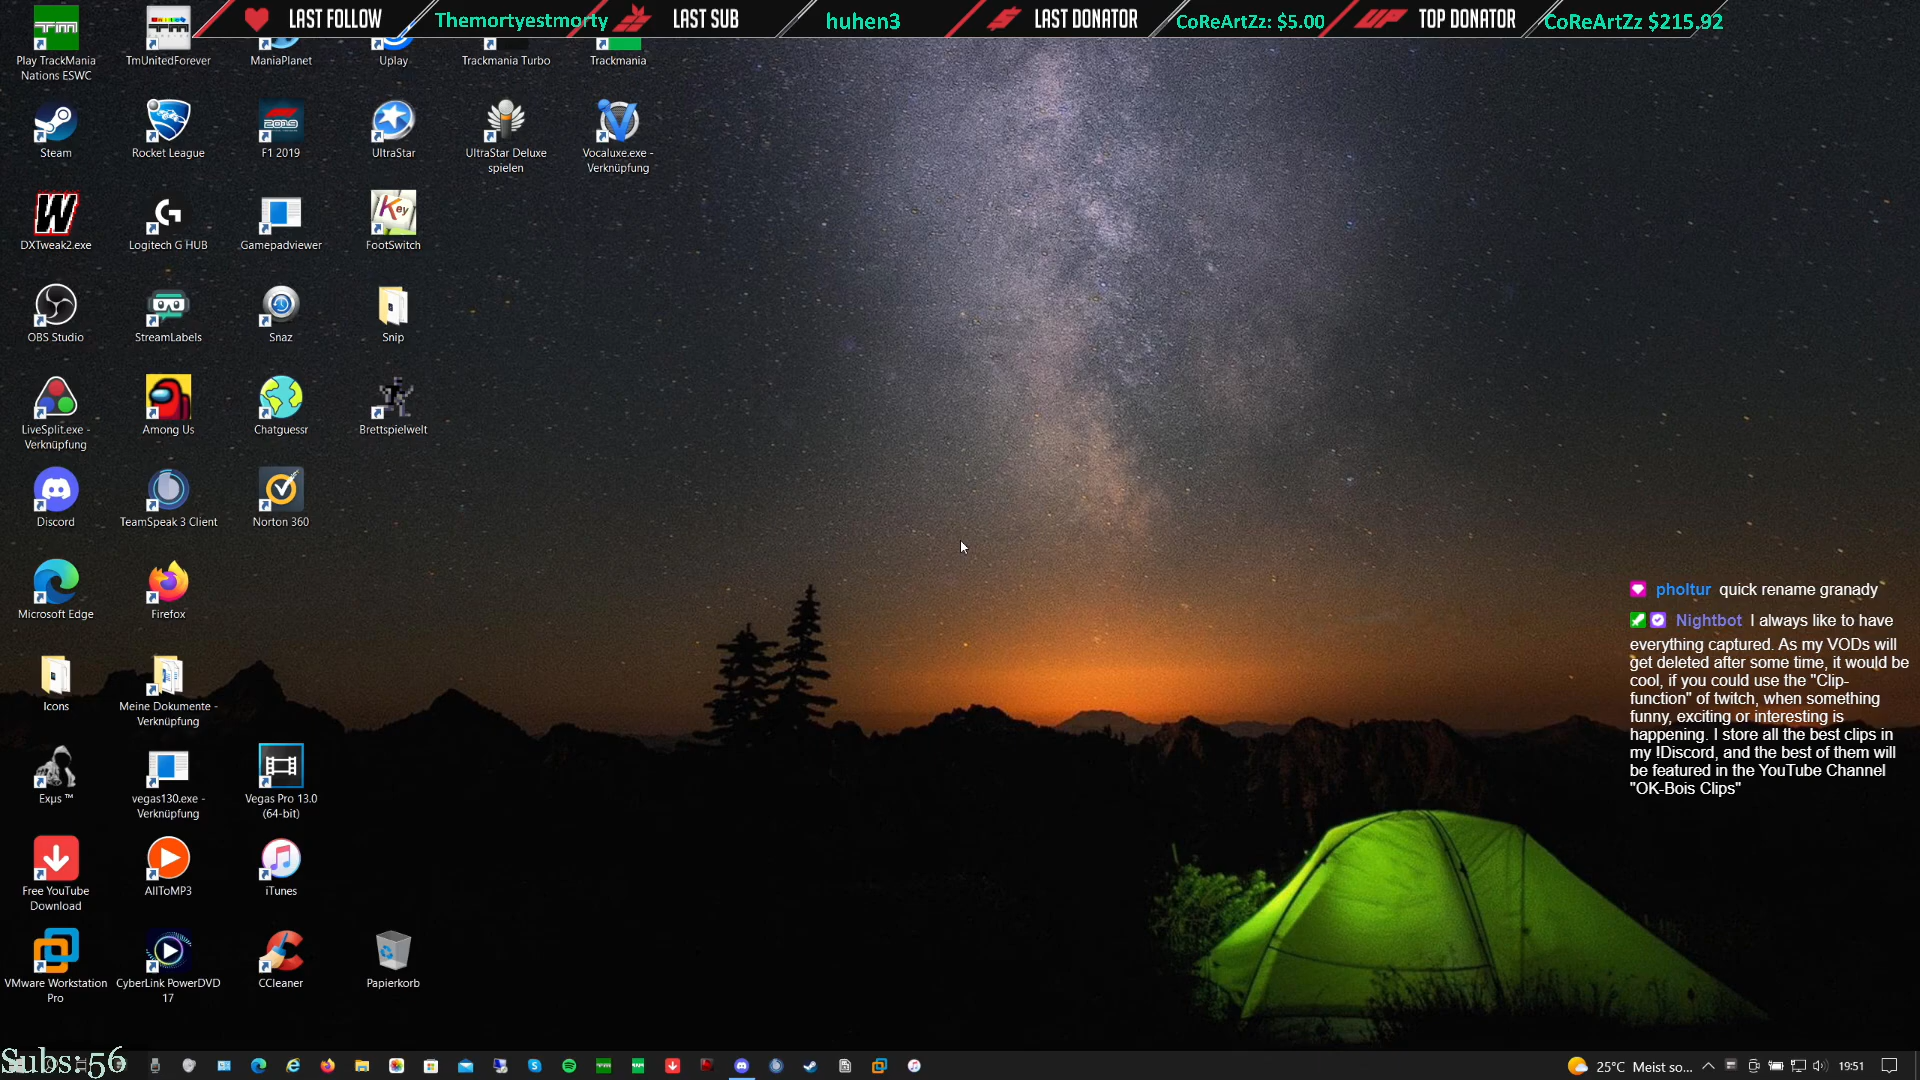 LAST FOLLOW
Themortyestmorty
LAST SUB
huhen3
LAST DONATOR
CoReArtZz: $5.00
TOP DONATOR
CoReArtZz $215.92
Play TrackMania
Nations ESWC
TmUnitedForever
ManiaPlanet
Uplay
Trackmania Turbo
Trackmania
Steam
Rocket League
F1 2019
UltraStar
UltraStar Deluxe
spielen
Vocaluxe.exe -
Verknüpfung
DXTweak2.exe
Logitech G HUB
Gamepadviewer
Key
FootSwitch
OBS Studio
StreamLabels
Snaz
Snip
LiveSplit.exe -
Verknüpfung
Among Us
Chatguessr
Brettspielwelt
Discord
TeamSpeak 3 Client
Norton 360
Microsoft Edge
Firefox
pholtur quick rename granady
Nightbot I always like to have
everything captured. As my VODs will
get deleted after some time, it would be
cool, if you could use the "Clip-
function" of twitch, when something
funny, exciting or interesting is
happening. I store all the best clips in
my !Discord, and the best of them will
be featured in the YouTube Channel
"OK-Bois Clips"
Icons
Meine Dokumente -
Verknüpfung
Exµs ™
vegas130.exe -
Verknüpfung
Vegas Pro 13.0
(64-bit)
Free YouTube
Download
AllToMP3
iTunes
VMware Workstation
Pro
CyberLink PowerDVD
17
CCleaner
Papierkorb
Subs:56
25°C Meist so...
19:51